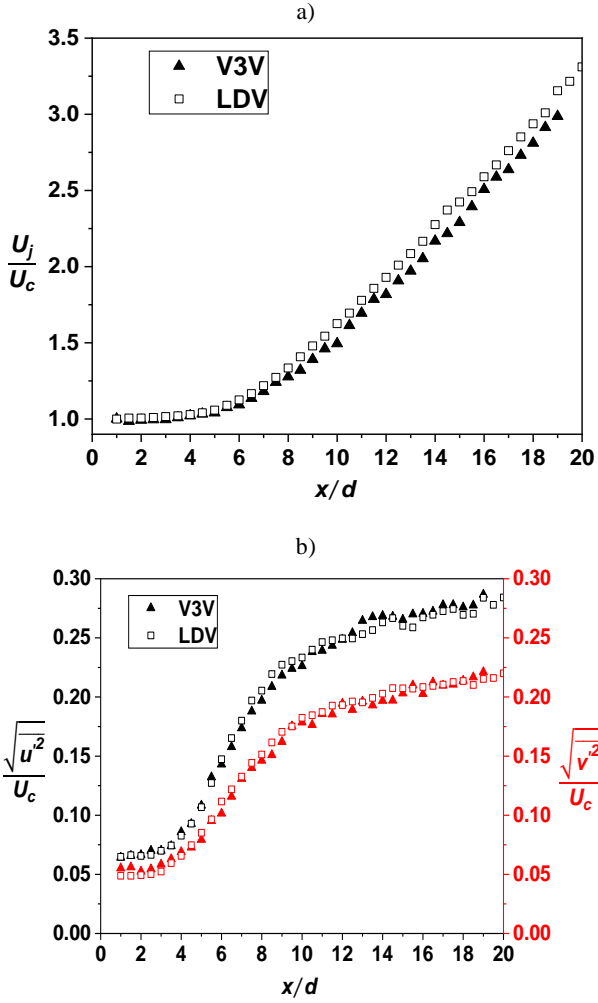 a)
3.5
3.0
2.5
2.0
1.5
1.0
V3V
LDV
U_j
U_c
0 2 4 6 8 10 12 14 16 18 20
x/d
b)
0.30 0.30
0.25 0.25
0.20 0.20
0.15 0.15
0.10 0.10
0.05 0.05
0.00 0.00
V3V
LDV
√u'²
U_c
√v'²
U_c
0 2 4 6 8 10 12 14 16 18 20
x/d